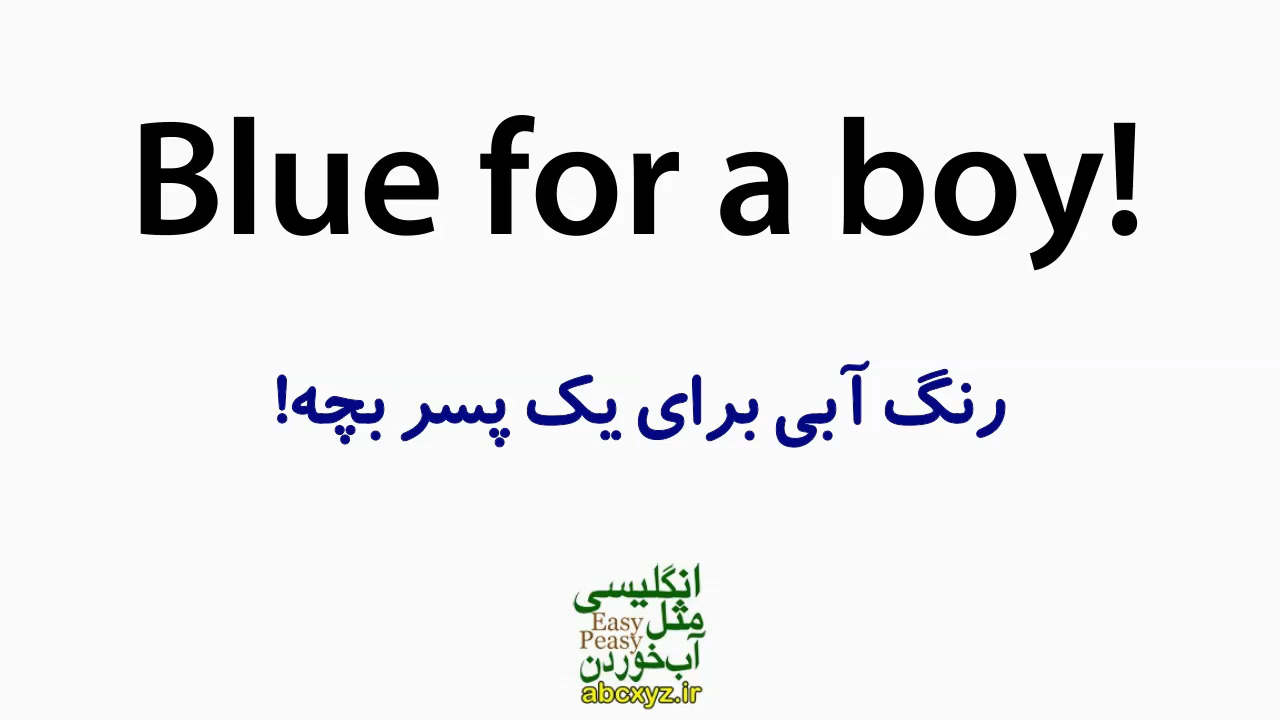 Blue for a boy!
رنگ آبی برای یک پسر بچه!
انگلیسی
مثل Easy
Peasy
آب‌خوردن
abcxyz.ir